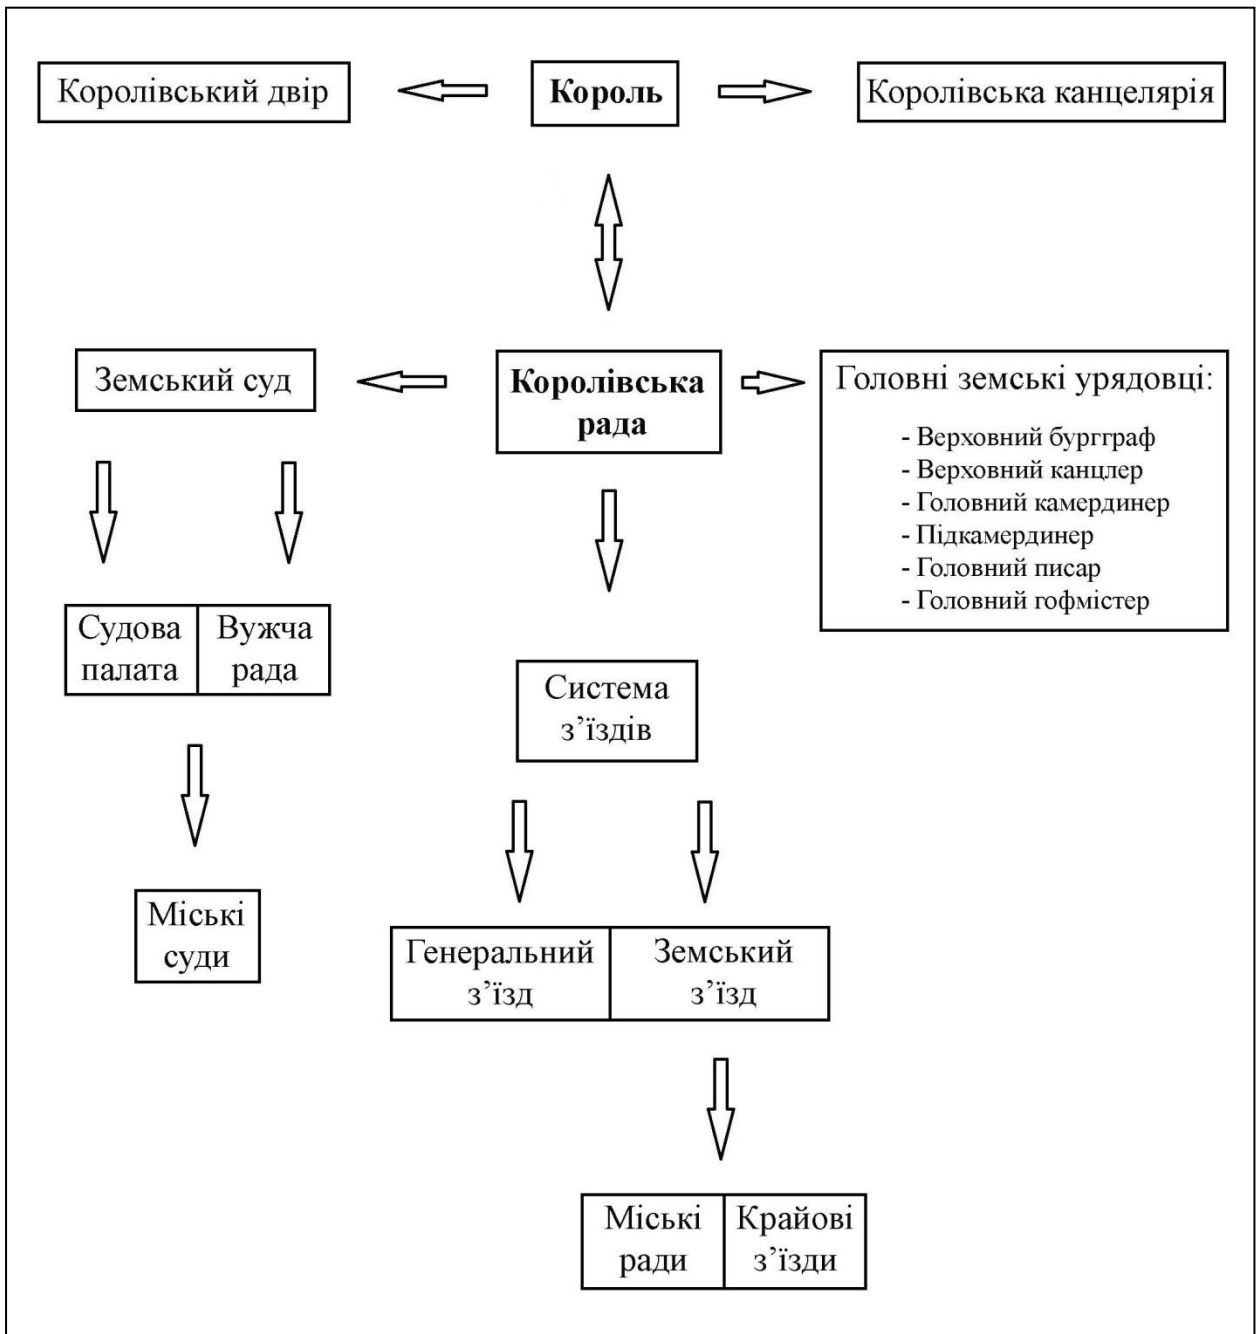 Королівський двір
Король
Королівська канцелярія
Земський суд
Королівська
рада
Головні земські урядовці:
- Верховний бургграф
- Верховний канцлер
- Головний камердинер
- Підкамердинер
- Головний писар
- Головний гофмістер
Судова
палата
Вужча
рада
Система
з’їздів
Міські
суди
Генеральний
з’їзд
Земський
з’їзд
Міські
ради
Крайові
з’їзди